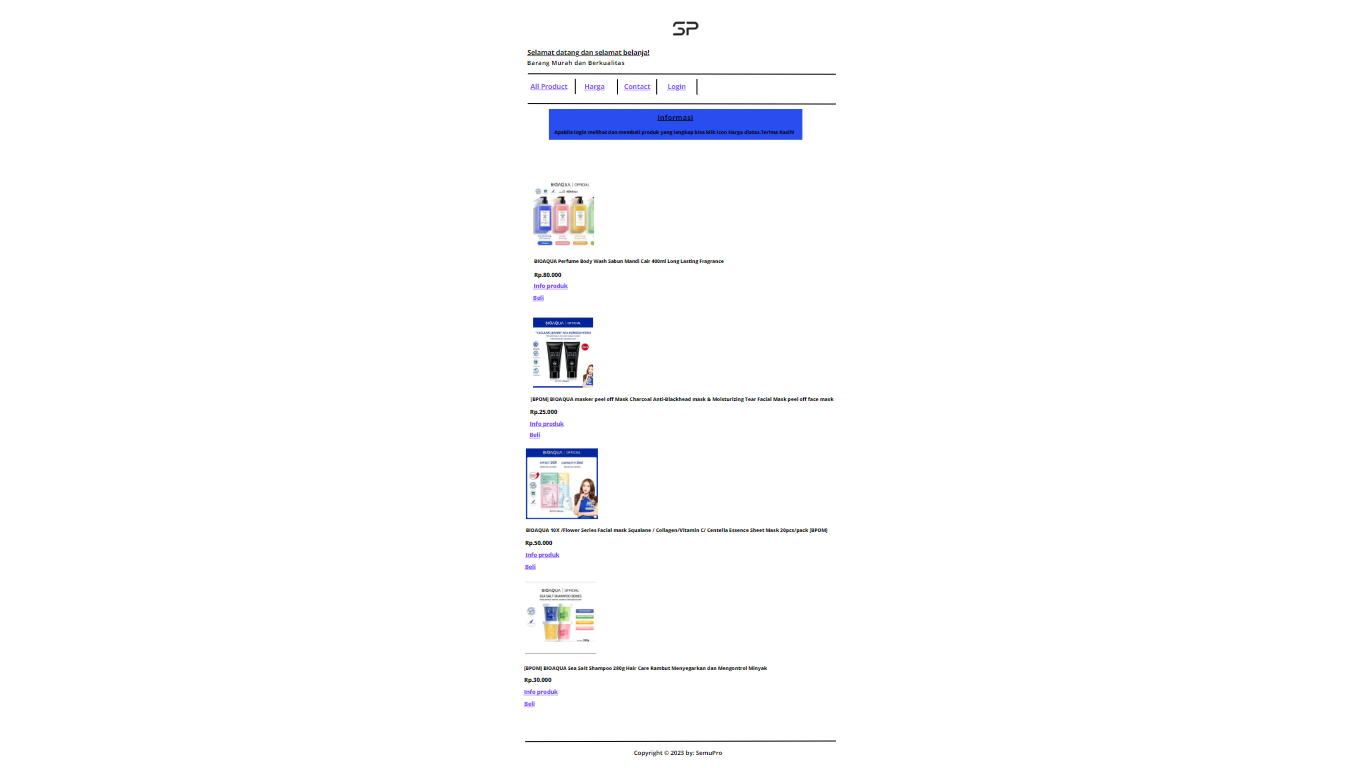 SP
Selamat datang dan selamat belanja!
Barang Murah dan Berkualitas
All Product
Harga
Contact
Login
Informasi
Apabila ingin melihat dan membeli produk yang lengkap bisa klik icon Harga diatas.Terima Kasih!
BIOAQUA | OFFICIAL
BIOAQUA Perfume Body Wash Sabun Mandi Cair 400ml Long Lasting Fragrance
Rp.80.000
Info produk
Beli
BIOAQUA | OFFICIAL
[BPOM] BIOAQUA masker peel off Mask Charcoal Anti-Blackhead mask & Moisturizing Tear Facial Mask peel off face mask
Rp.25.000
Info produk
Beli
BIOAQUA | OFFICIAL
BIOAQUA 10X /Flower Series Facial mask Squalane / Collagen/Vitamin C/ Centella Essence Sheet Mask 20pcs/pack [BPOM]
Rp.50.000
Info produk
Beli
BIOAQUA | OFFICIAL
SEA SALT SHAMPOO SERIES
[BPOM] BIOAQUA Sea Salt Shampoo 280g Hair Care Rambut Menyegarkan dan Mengontrol Minyak
Rp.30.000
Info produk
Beli
Copyright © 2023 by: SemuPro